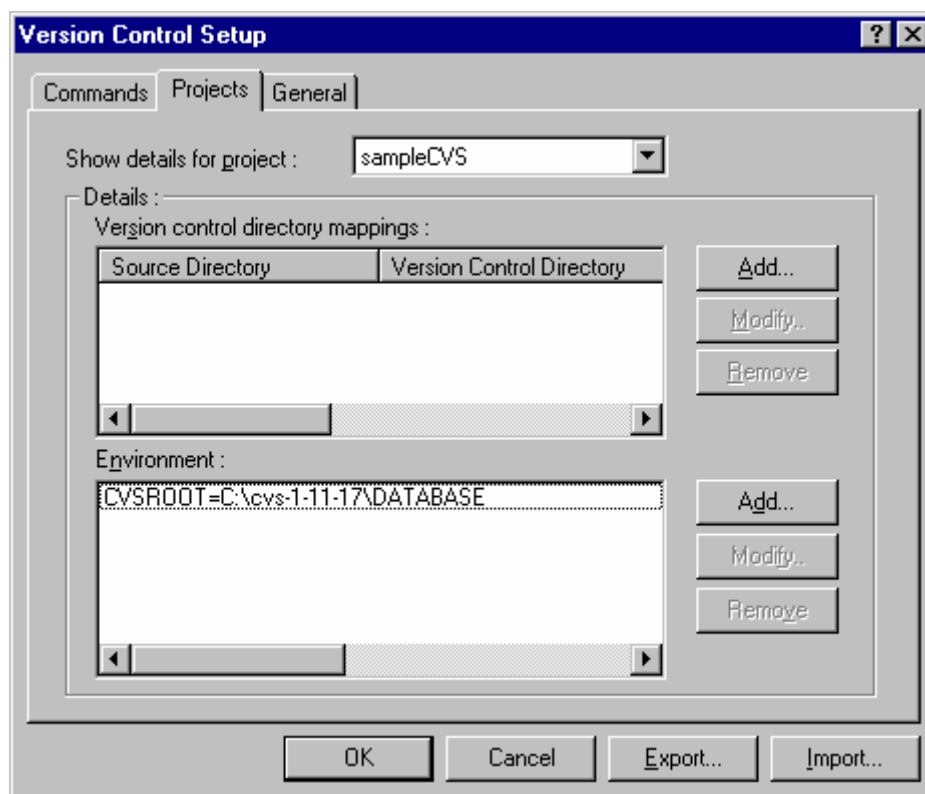 Version Control Setup
Commands Projects General
Show details for project : sampleCVS
Details :
Version control directory mappings :
Source Directory Version Control Directory
Add...
Modify..
Remove
Environment :
CVSROOT=C:\cvs-1-11-17\DATABASE
Add...
Modify..
Remove
OK Cancel Export... Import...